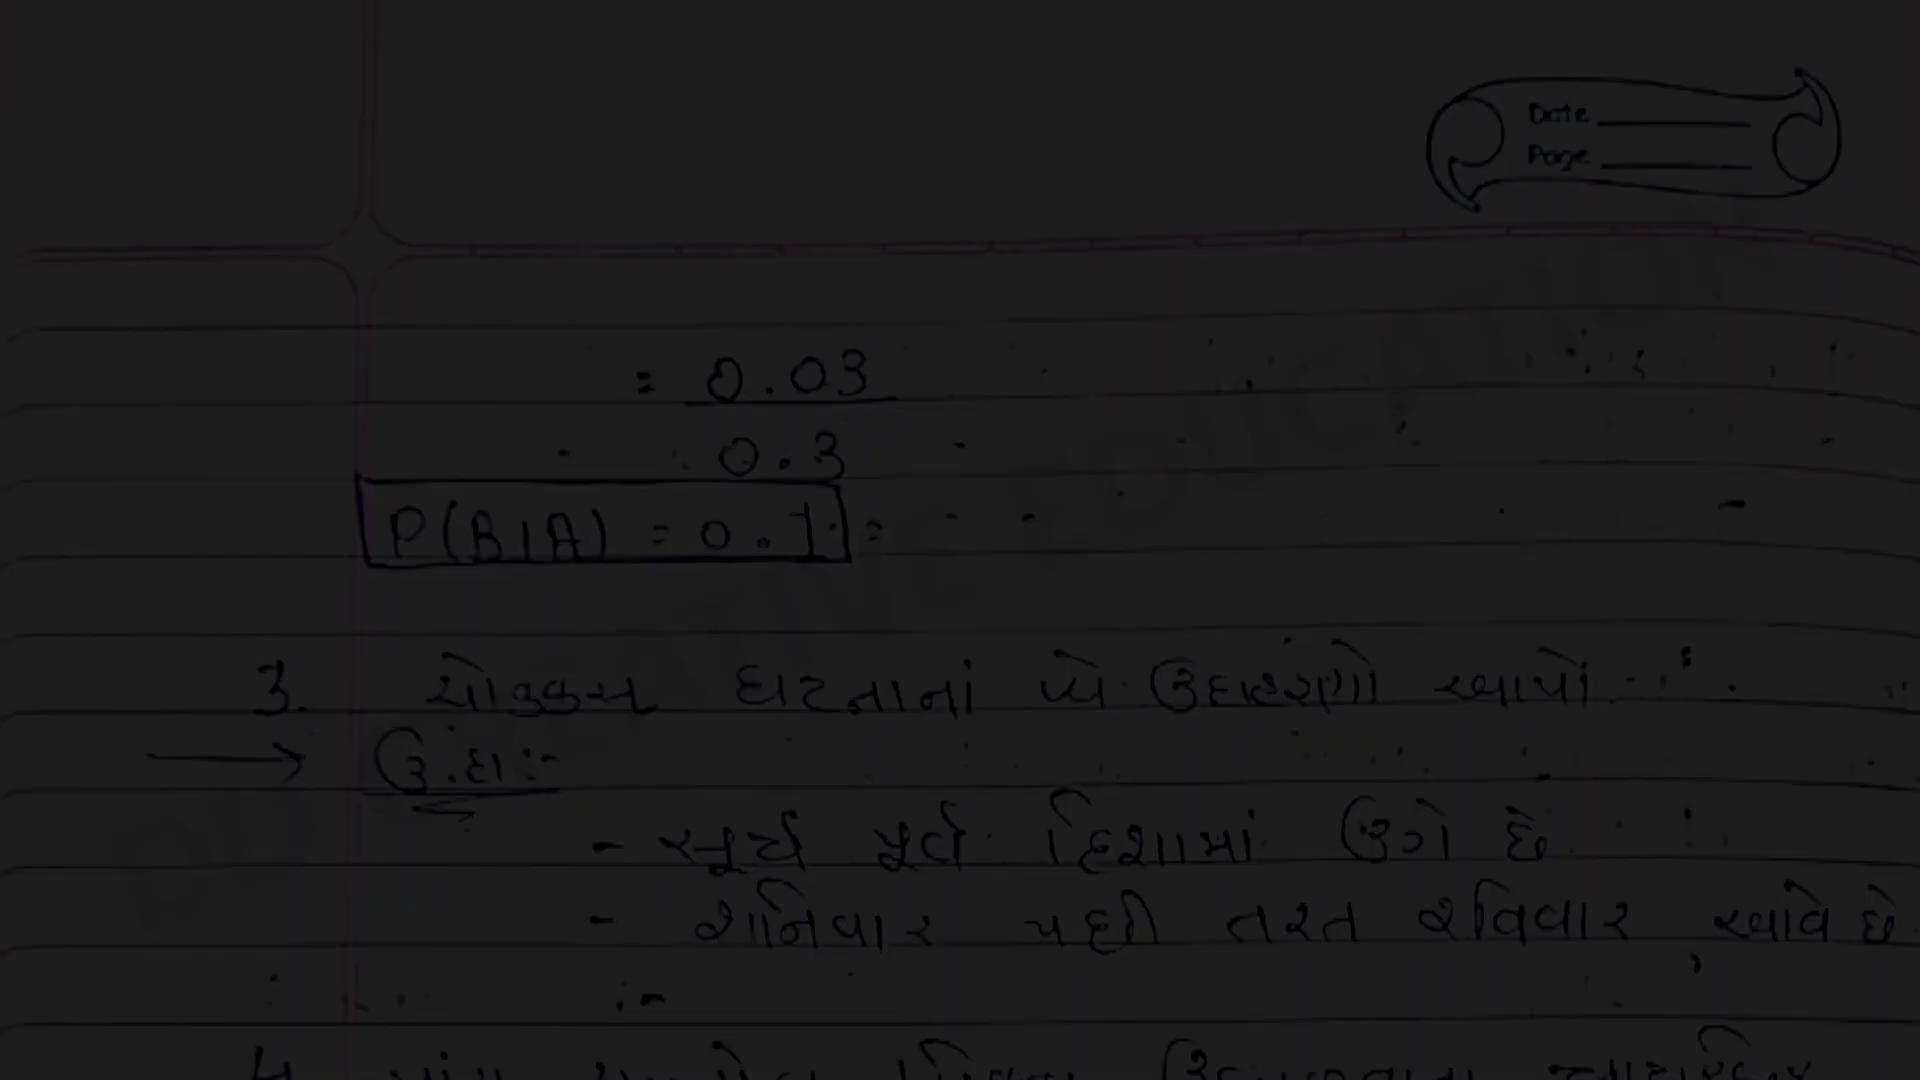 Date
Page
= 0.03
0.3
P(B|A) = 0.1
3. ચોક્કસ ઘટનાનાં બે ઉદાહરણો આપો.
→ ઉ.દા:-
- સૂર્ય પૂર્વ દિશામાં ઉગે છે
- શનિવાર પછી તરત રવિવાર આવે છે
4.